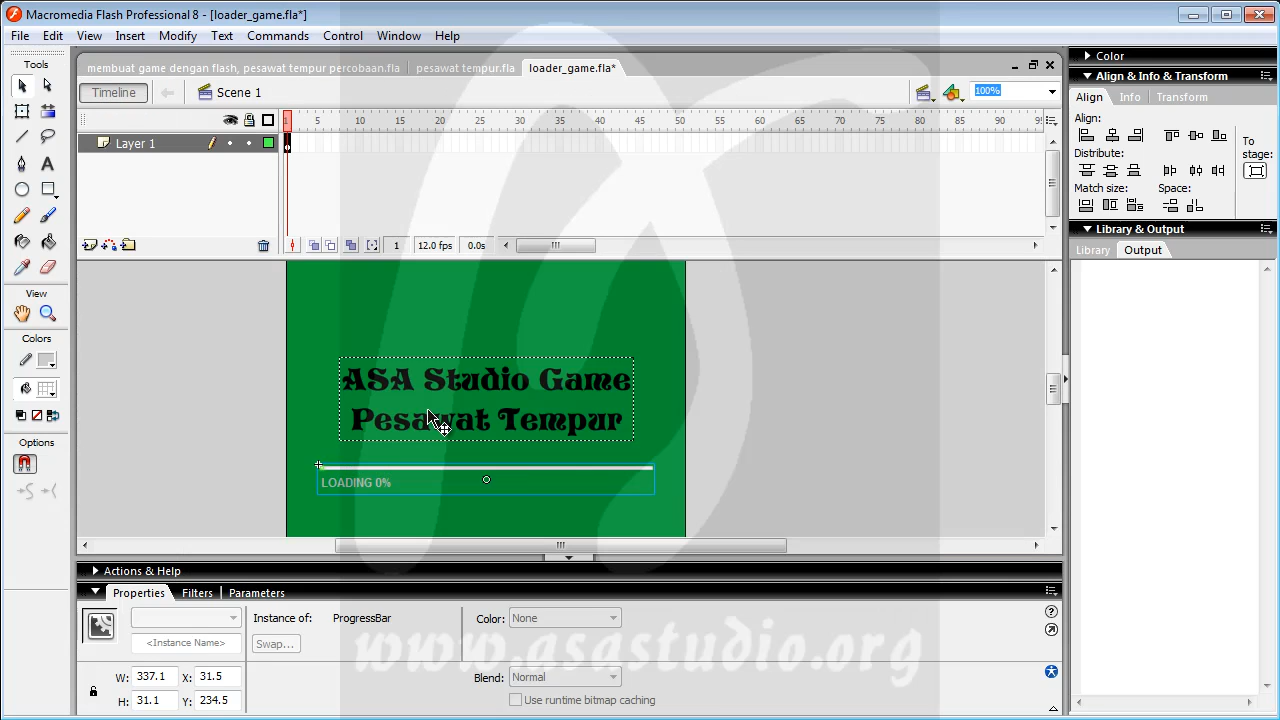 Macromedia Flash Professional 8 - [loader_game.fla*]
File Edit View Insert Modify Text Commands Control Window Help
Tools
View
Colors
Options
membuat game dengan flash, pesawat tempur percobaan.fla pesawat tempur.fla loader_game.fla*
Timeline Scene 1 100%
1 5 10 15 20 25 30 35 40 45 50 55 60 65 70 75 80 85 90 95
Layer 1
1 12.0 fps 0.0s
ASA Studio Game
Pesawat Tempur
LOADING 0%
Actions & Help
Properties Filters Parameters
Instance of: ProgressBar Color: None
<Instance Name> Swap...
W: 337.1 X: 31.5 Blend: Normal
H: 31.1 Y: 234.5 Use runtime bitmap caching
Color
Align & Info & Transform
Align Info Transform
Align:
Distribute: To
stage:
Match size: Space:
Library & Output
Library Output
www.asastudio.org